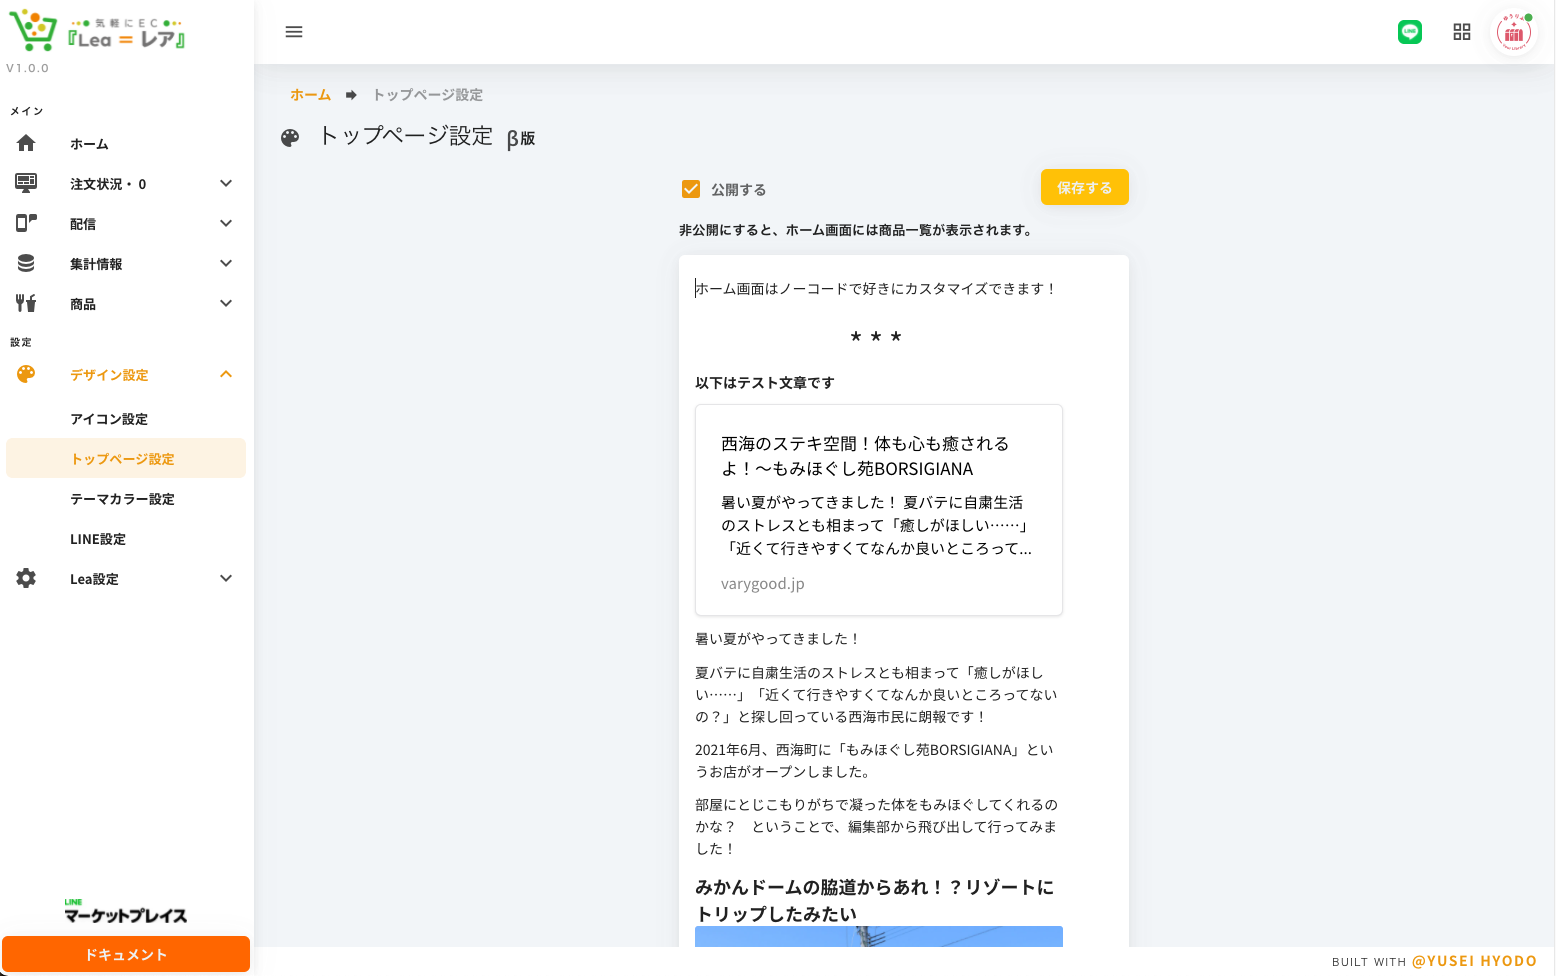 気軽にEC
『Lea = レア』
V1.0.0
メイン
ホーム
注文状況・ 0
配信
集計情報
商品
設定
デザイン設定
アイコン設定
トップページ設定
テーマカラー設定
LINE設定
Lea設定
LINE
マーケットプレイス
ドキュメント
ホーム
トップページ設定
トップページ設定 β版
公開する
保存する
非公開にすると、ホーム画面には商品一覧が表示されます。
ホーム画面はノーコードで好きにカスタマイズできます！
* * *
以下はテスト文章です
西海のステキ空間！体も心も癒される
よ！～もみほぐし苑BORSIGIANA
暑い夏がやってきました！ 夏バテに自粛生活
のストレスとも相まって「癒しがほしい……」
「近くて行きやすくてなんか良いところって...
varygood.jp
暑い夏がやってきました！
夏バテに自粛生活のストレスとも相まって「癒しがほし
い……」「近くて行きやすくてなんか良いところってない
の？」と探し回っている西海市民に朗報です！
2021年6月、西海町に「もみほぐし苑BORSIGIANA」とい
うお店がオープンしました。
部屋にとじこもりがちで凝った体をもみほぐしてくれるの
かな？　ということで、編集部から飛び出して行ってみま
した！
みかんドームの脇道からあれ！？リゾートに
トリップしたみたい
BUILT WITH @YUSEI HYODO